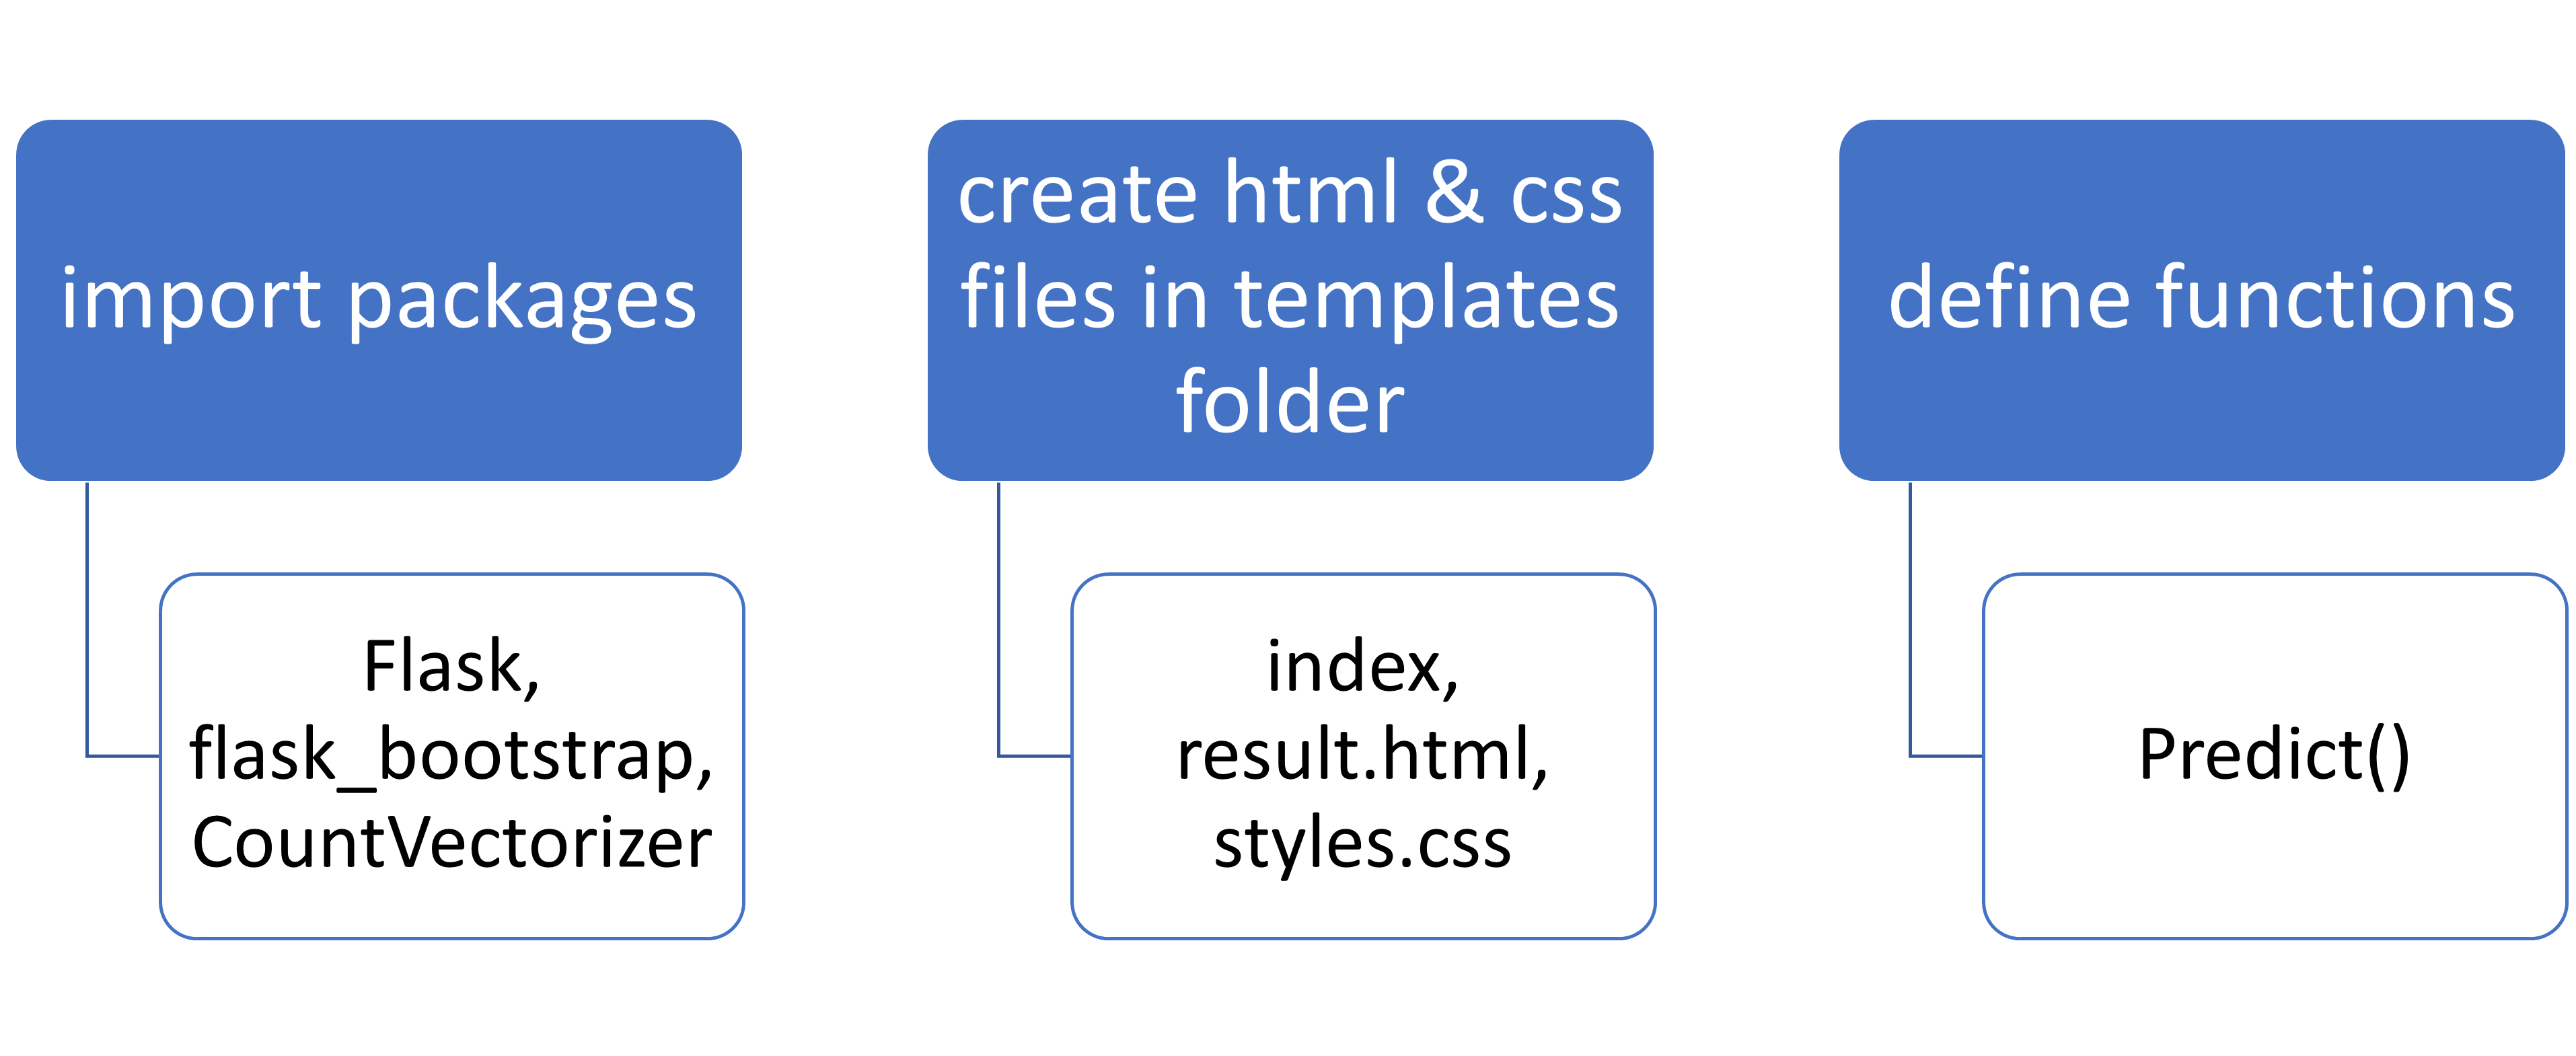 import packages
Flask,
flask_bootstrap,
CountVectorizer
create html & css
files in templates
folder
index,
result.html,
styles.css
define functions
Predict()